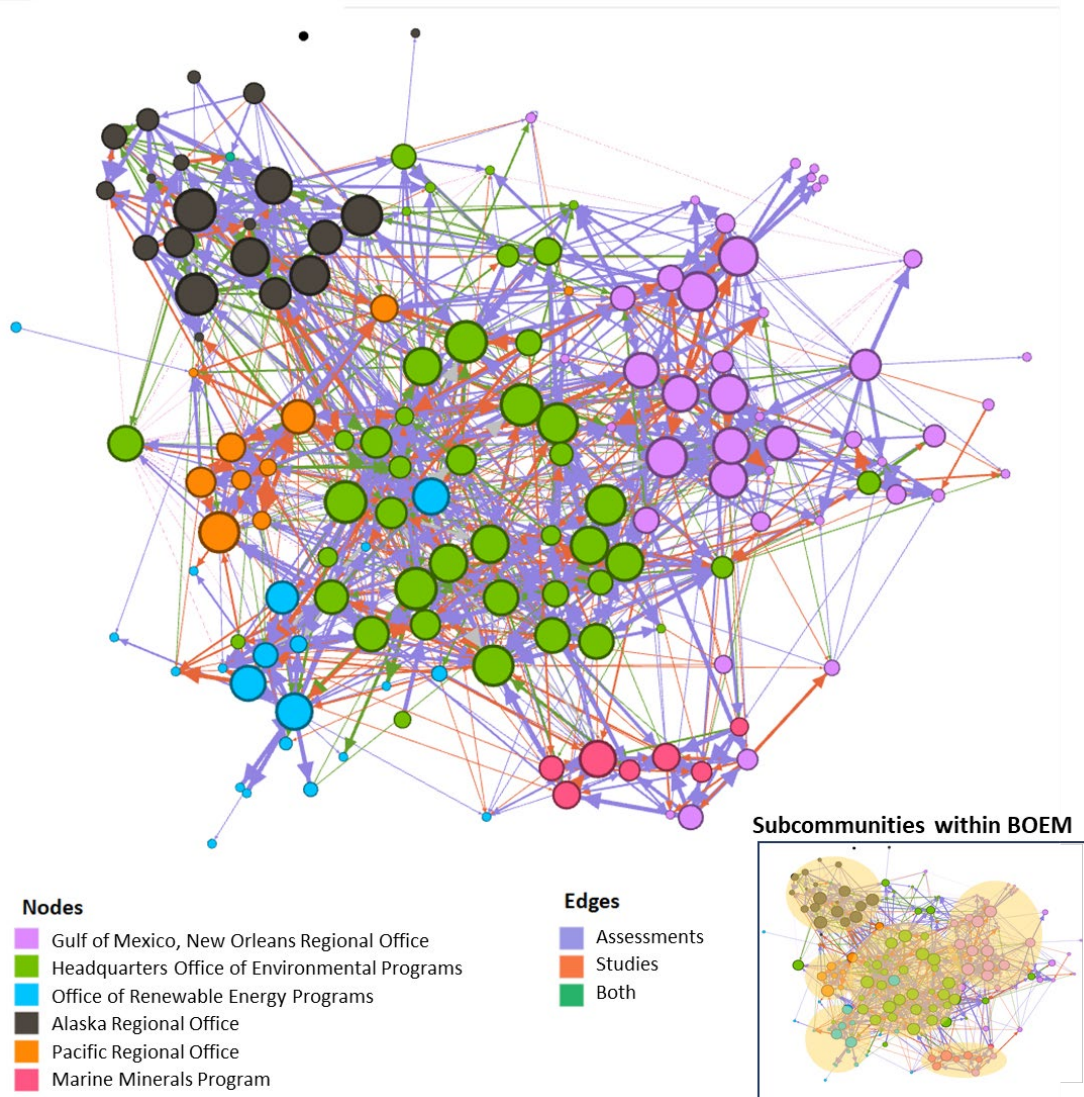 Subcommunities within BOEM
Nodes
Gulf of Mexico, New Orleans Regional Office
Headquarters Office of Environmental Programs
Office of Renewable Energy Programs
Alaska Regional Office
Pacific Regional Office
Marine Minerals Program
Edges
Assessments
Studies
Both